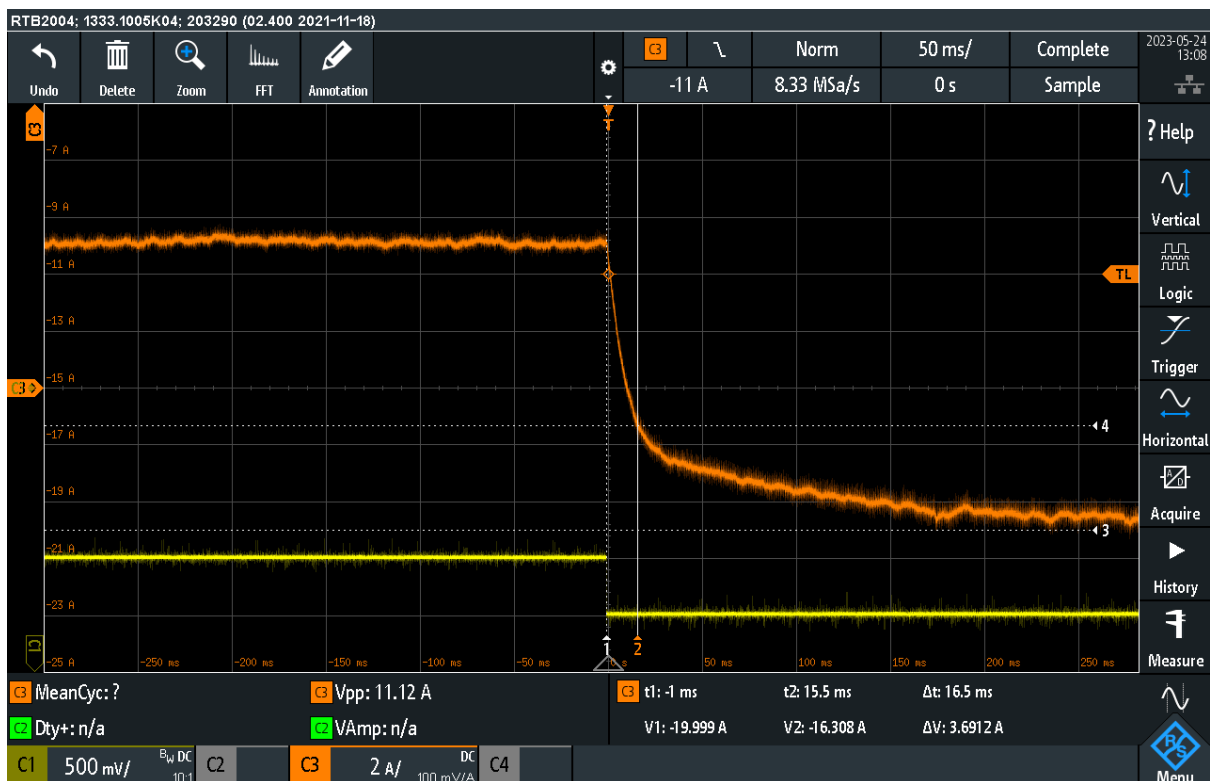 RTB2004; 1333.1005K04; 203290 (02.400 2021-11-18)
Undo Delete Zoom FFT Annotation
C3 Norm 50 ms/ Complete
-11 A 8.33 MSa/s 0 s Sample
2023-05-24
13:08
C3
T
-7 A
-9 A
-11 A
TL
-13 A
-15 A
C3
4
-17 A
-19 A
3
-21 A
-23 A
1 2
C1
-25 A -250 ms -200 ms -150 ms -100 ms -50 ms 0 s 50 ms 100 ms 150 ms 200 ms 250 ms
? Help
Vertical
Logic
Trigger
Horizontal
Acquire
History
Measure
R&S
Menu
C3 MeanCyc: ? C3 Vpp: 11.12 A C3 t1: -1 ms t2: 15.5 ms Δt: 16.5 ms
C2 Dty+: n/a C2 VAmp: n/a V1: -19.999 A V2: -16.308 A ΔV: 3.6912 A
C1 500 mV/ BW DC 10:1 C2 C3 2 A/ DC 100 mV/A C4